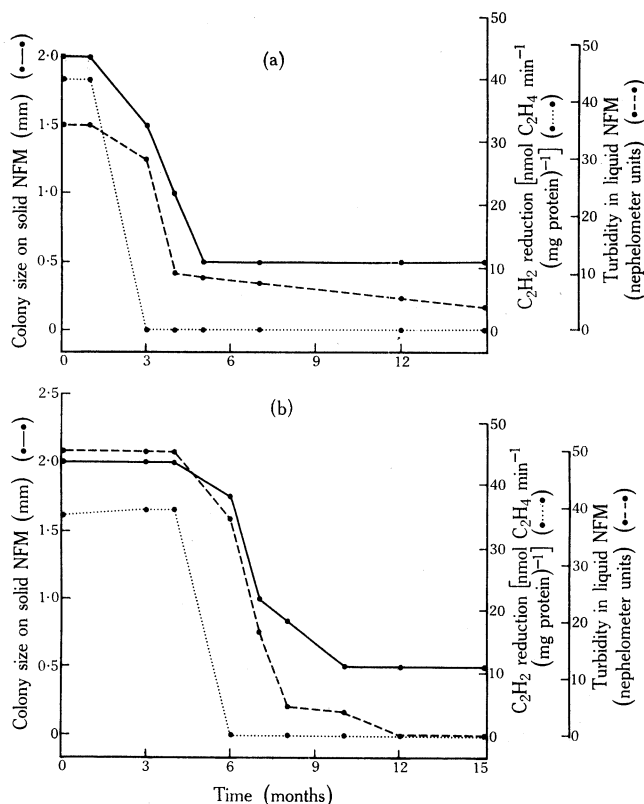 (a)
Colony size on solid NFM (mm) (●—●)
2·0
1·5
1·0
0·5
0
0 3 6 9 12 15
50
40
30
20
10
0
C₂H₂ reduction [nmol C₂H₄ min⁻¹
(mg protein)⁻¹] (●⋯⋯●)
50
40
30
20
10
0
Turbidity in liquid NFM
(nephelometer units) (●---●)
(b)
Colony size on solid NFM (mm) (●—●)
2·5
2·0
1·5
1·0
0·5
0
0 3 6 9 12 15
50
40
30
20
10
0
C₂H₂ reduction [nmol C₂H₄ min⁻¹
(mg protein)⁻¹] (●⋯⋯●)
50
40
30
20
10
0
Turbidity in liquid NFM
(nephelometer units) (●---●)
Time (months)